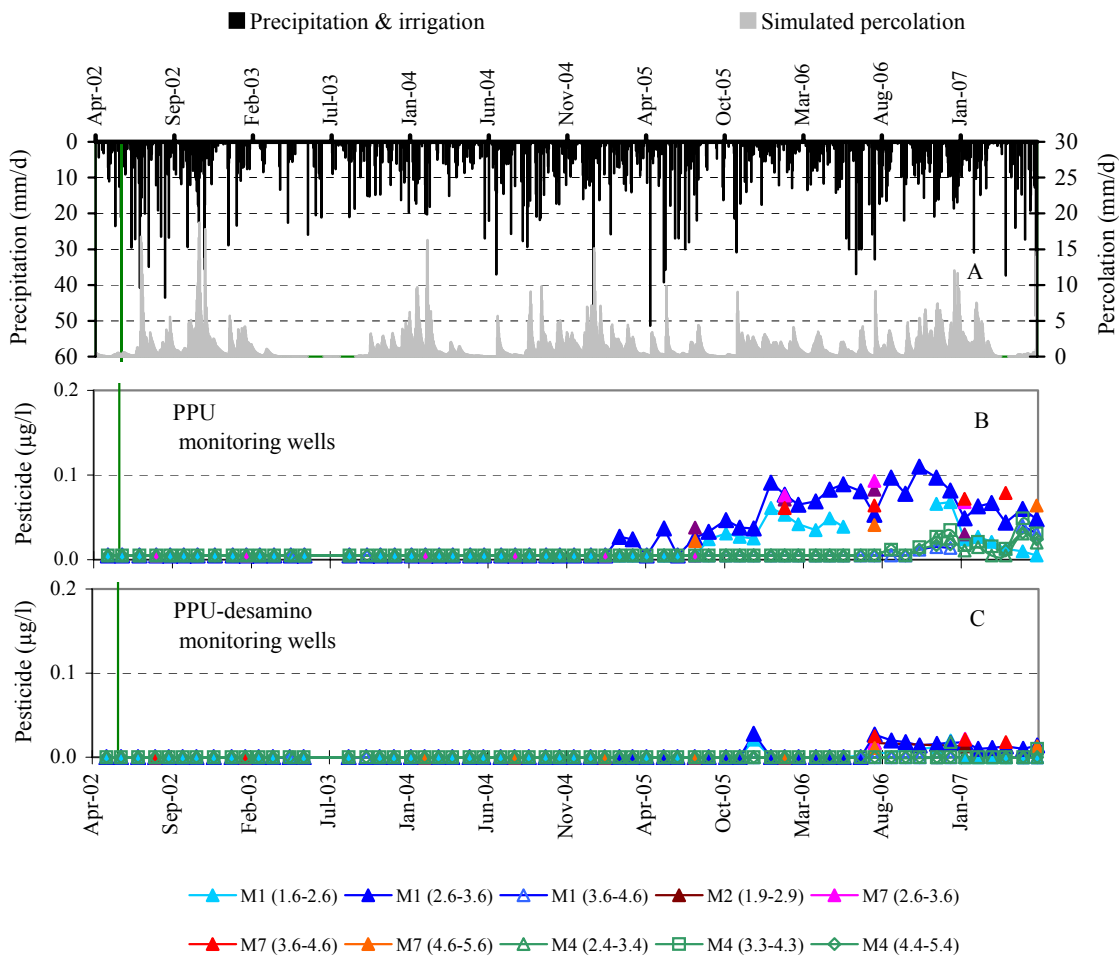 Precipitation & irrigation Simulated percolation
Apr-02 Sep-02 Feb-03 Jul-03 Jan-04 Jun-04 Nov-04 Apr-05 Oct-05 Mar-06 Aug-06 Jan-07
Precipitation (mm/d)
0
10
20
30
40
50
60
Percolation (mm/d)
30
25
20
15
10
5
0
A
Pesticide (µg/l)
0.2
0.1
0.0
PPU
monitoring wells
B
Pesticide (µg/l)
0.2
0.1
0.0
PPU-desamino
monitoring wells
C
Apr-02 Sep-02 Feb-03 Jul-03 Jan-04 Jun-04 Nov-04 Apr-05 Oct-05 Mar-06 Aug-06 Jan-07
M1 (1.6-2.6) M1 (2.6-3.6) M1 (3.6-4.6) M2 (1.9-2.9) M7 (2.6-3.6)
M7 (3.6-4.6) M7 (4.6-5.6) M4 (2.4-3.4) M4 (3.3-4.3) M4 (4.4-5.4)